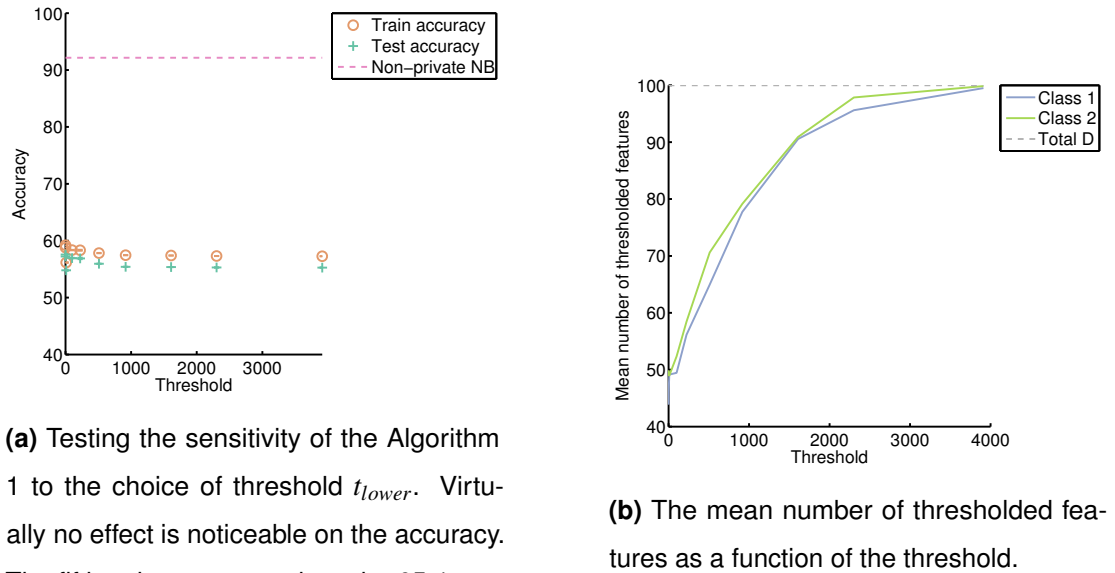 100
90
80
70
60
50
40
Accuracy
0
1000
2000
3000
Threshold
Train accuracy
Test accuracy
Non−private NB
(a) Testing the sensitivity of the Algorithm
1 to the choice of threshold t_lower. Virtu-
ally no effect is noticeable on the accuracy.
100
90
80
70
60
50
40
Mean number of thresholded features
0
1000
2000
3000
4000
Threshold
Class 1
Class 2
Total D
(b) The mean number of thresholded fea-
tures as a function of the threshold.